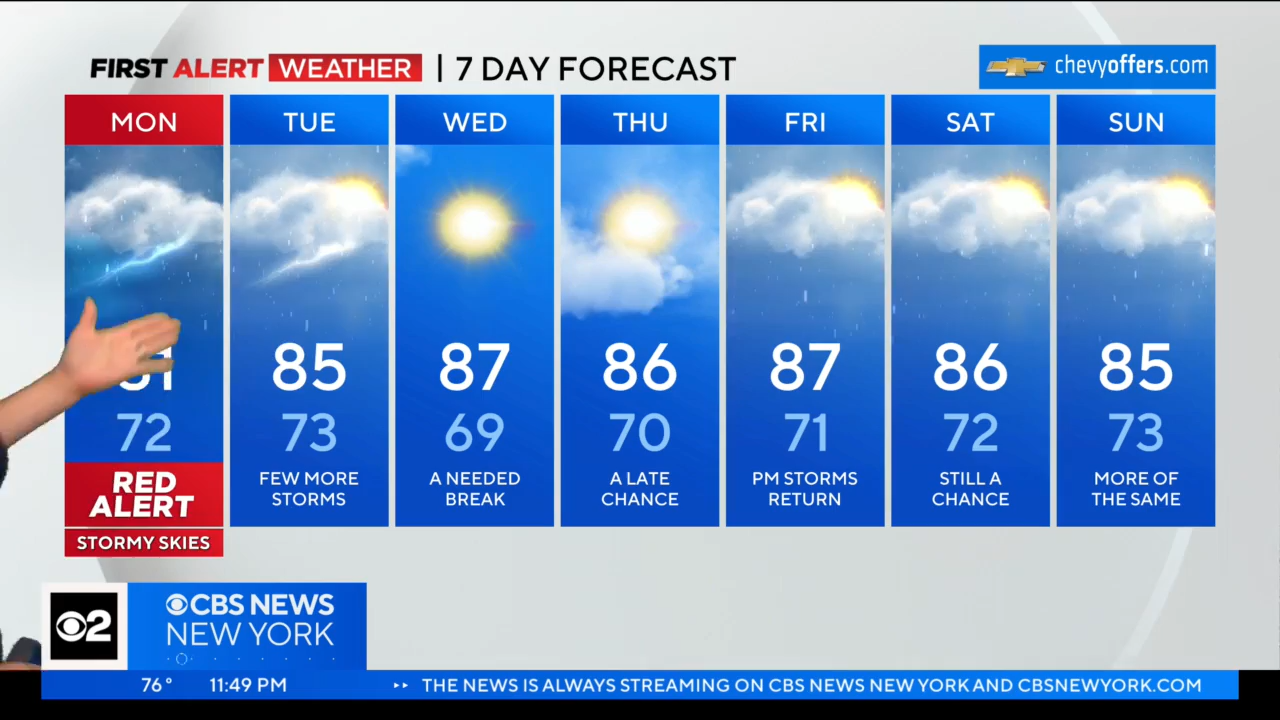 FIRST ALERT WEATHER | 7 DAY FORECAST
chevyoffers.com
MON
TUE
WED
THU
FRI
SAT
SUN
85
87
86
87
86
85
72
73
69
70
71
72
73
RED
ALERT
STORMY SKIES
FEW MORE
STORMS
A NEEDED
BREAK
A LATE
CHANCE
PM STORMS
RETURN
STILL A
CHANCE
MORE OF
THE SAME
2
CBS NEWS
NEW YORK
76° 11:49 PM
THE NEWS IS ALWAYS STREAMING ON CBS NEWS NEW YORK AND CBSNEWYORK.COM